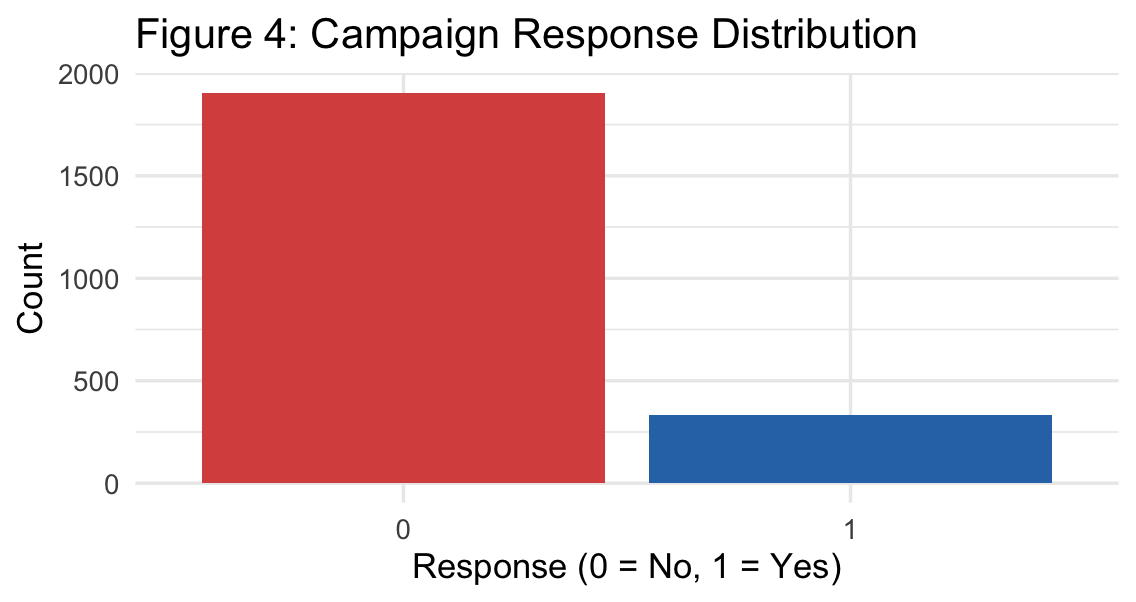 Figure 4: Campaign Response Distribution
2000
1500
1000
500
0
Count
0 1
Response (0 = No, 1 = Yes)